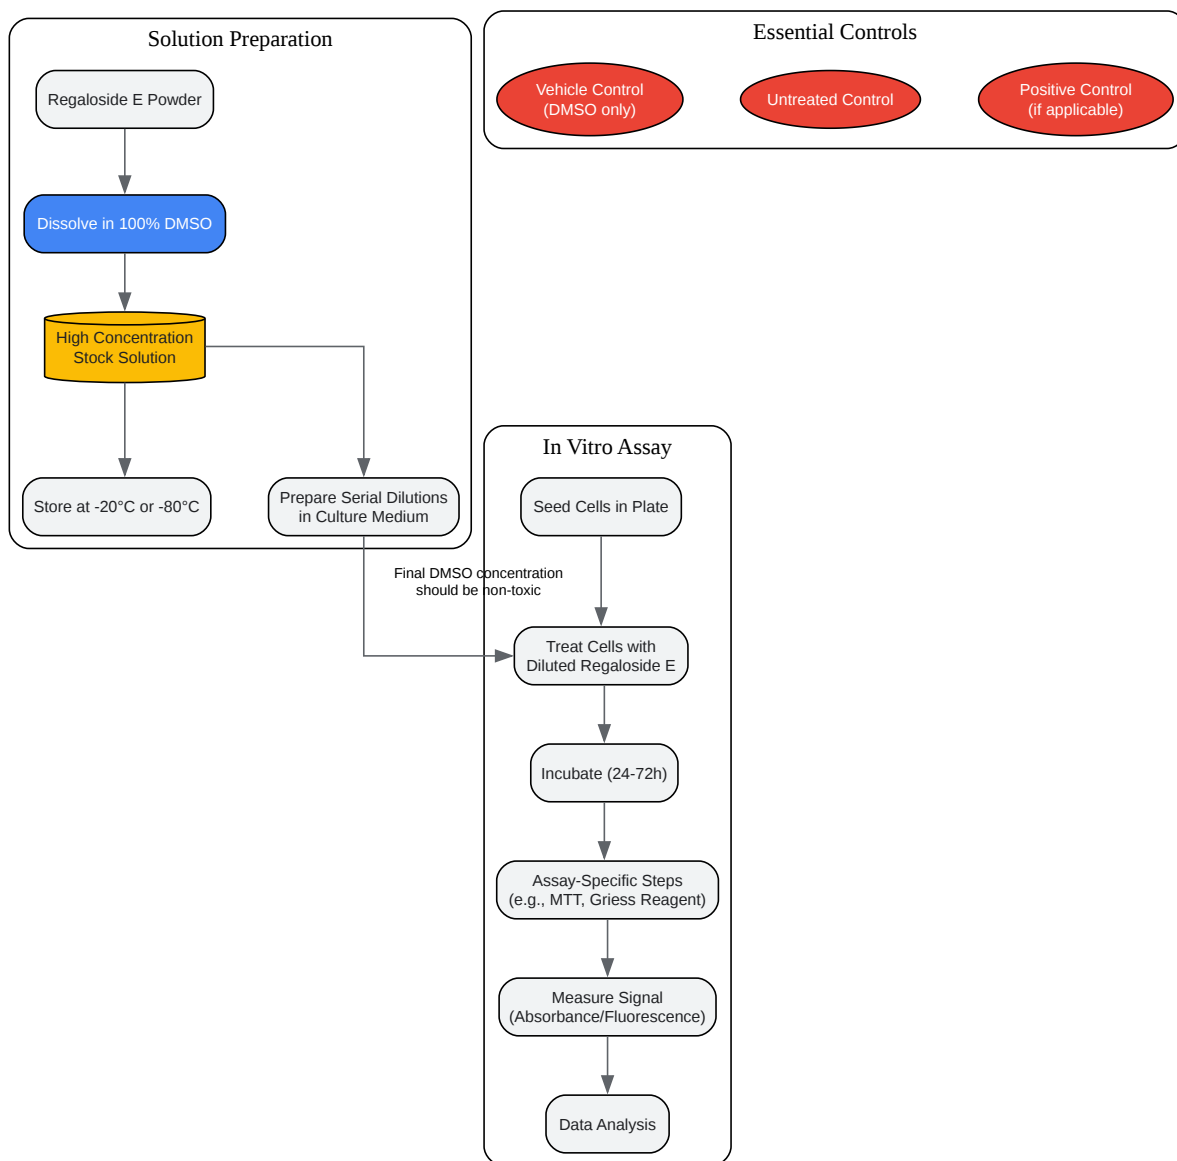 Solution Preparation
Regaloside E Powder
Dissolve in 100% DMSO
High Concentration
Stock Solution
Store at -20°C or -80°C
Prepare Serial Dilutions
in Culture Medium
Essential Controls
Vehicle Control
(DMSO only)
Untreated Control
Positive Control
(if applicable)
Final DMSO concentration
should be non-toxic
In Vitro Assay
Seed Cells in Plate
Treat Cells with
Diluted Regaloside E
Incubate (24-72h)
Assay-Specific Steps
(e.g., MTT, Griess Reagent)
Measure Signal
(Absorbance/Fluorescence)
Data Analysis